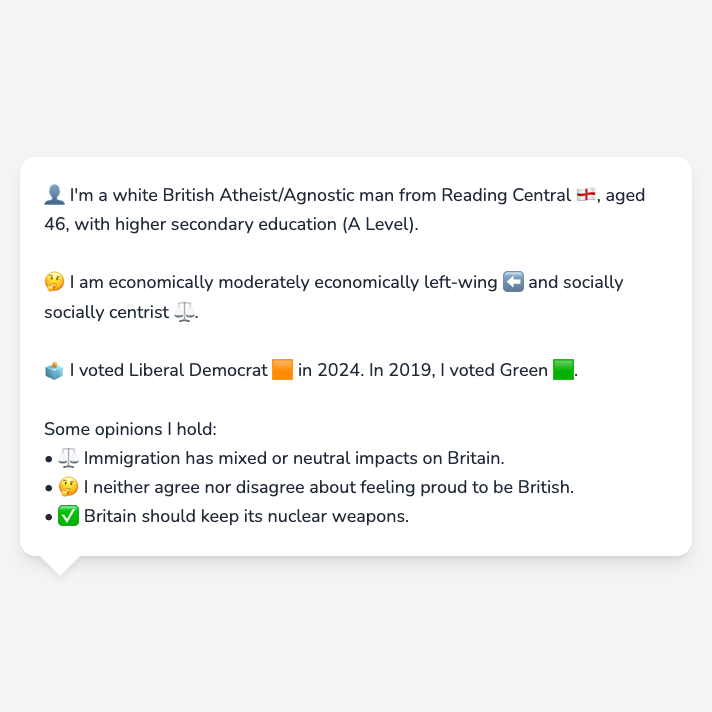 👤 I'm a white British Atheist/Agnostic man from Reading Central 🏴󠁧󠁢󠁥󠁮󠁧󠁿, aged
46, with higher secondary education (A Level).
🤔 I am economically moderately economically left-wing ⬅️ and socially
socially centrist ⚖️.
🗳️ I voted Liberal Democrat 🟧 in 2024. In 2019, I voted Green 🟩.
Some opinions I hold:
• ⚖️ Immigration has mixed or neutral impacts on Britain.
• 🤔 I neither agree nor disagree about feeling proud to be British.
• ✅ Britain should keep its nuclear weapons.